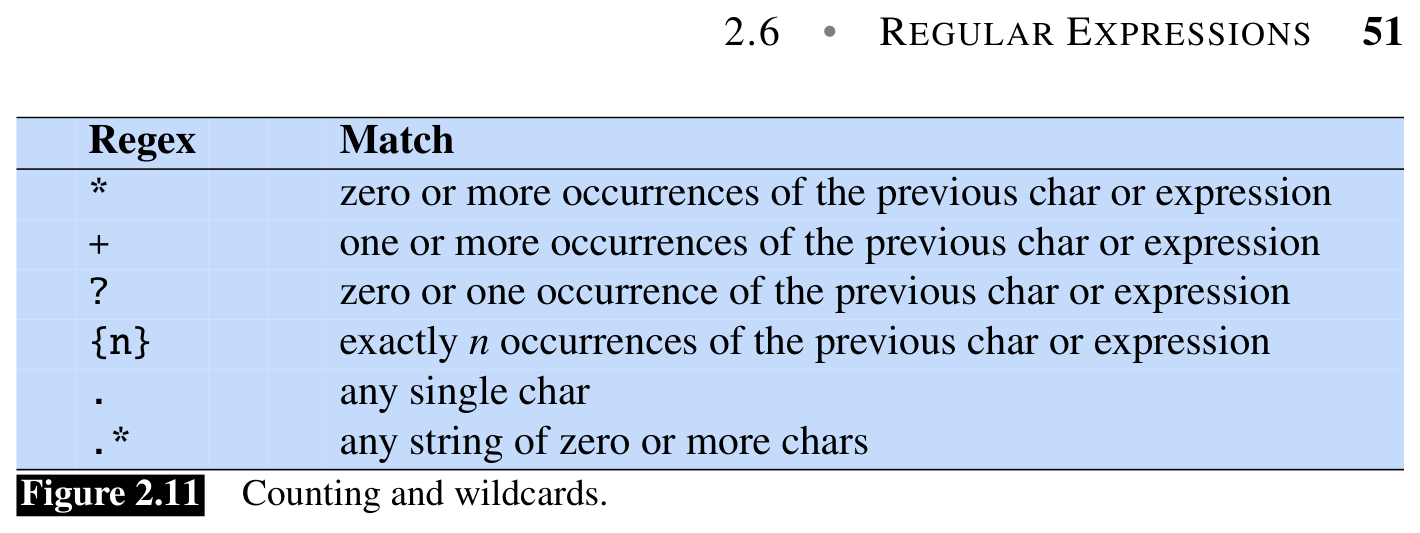 2.6 • REGULAR EXPRESSIONS 51
Regex Match
* zero or more occurrences of the previous char or expression
+ one or more occurrences of the previous char or expression
? zero or one occurrence of the previous char or expression
{n} exactly n occurrences of the previous char or expression
. any single char
.* any string of zero or more chars
Figure 2.11 Counting and wildcards.